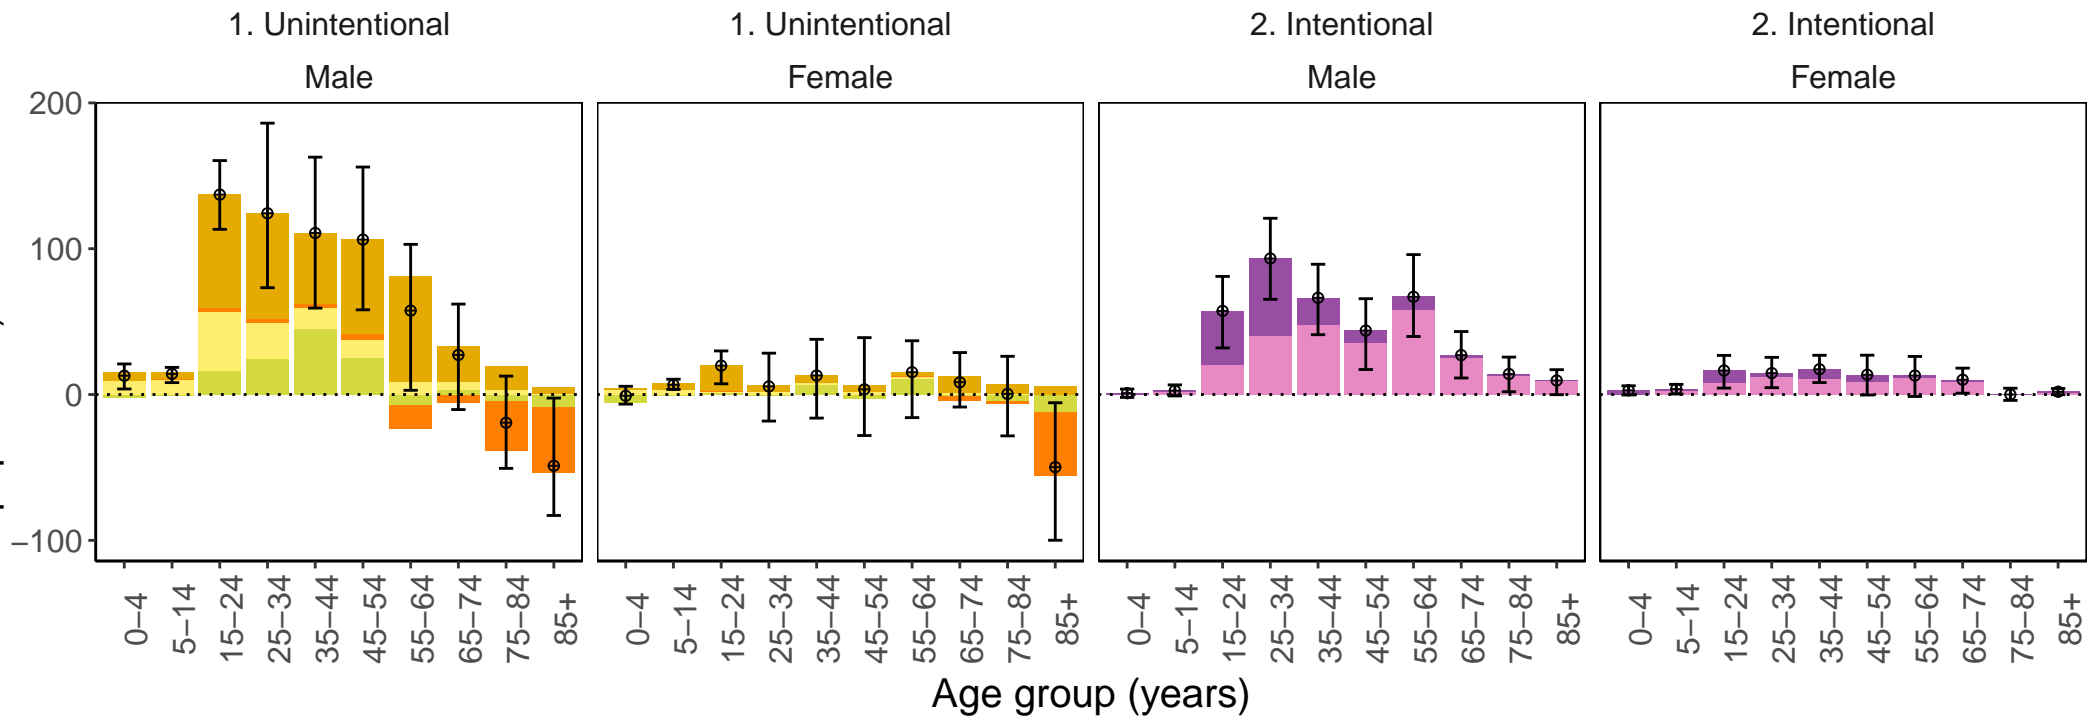 1. Unintentional 1. Unintentional 2. Intentional 2. Intentional
Male Female Male Female
200
100
0
−100
0−4 5−14 15−24 25−34 35−44 45−54 55−64 65−74 75−84 85+ 0−4 5−14 15−24 25−34 35−44 45−54 55−64 65−74 75−84 85+ 0−4 5−14 15−24 25−34 35−44 45−54 55−64 65−74 75−84 85+ 0−4 5−14 15−24 25−34 35−44 45−54 55−64 65−74 75−84 85+
Age group (years)